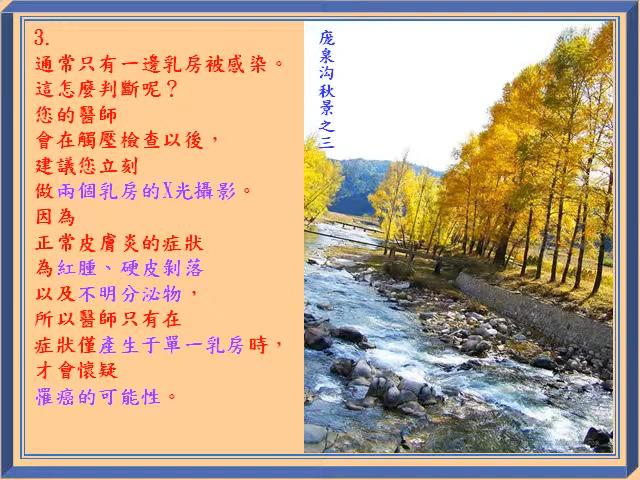 3.
通常只有一邊乳房被感染。
這怎麼判斷呢？
您的醫師
會在觸壓檢查以後，
建議您立刻
做兩個乳房的X光攝影。
因為
正常皮膚炎的症狀
為紅腫、硬皮剝落
以及不明分泌物，
所以醫師只有在
症狀僅產生于單一乳房時，
才會懷疑
罹癌的可能性。
庞泉沟秋景之三